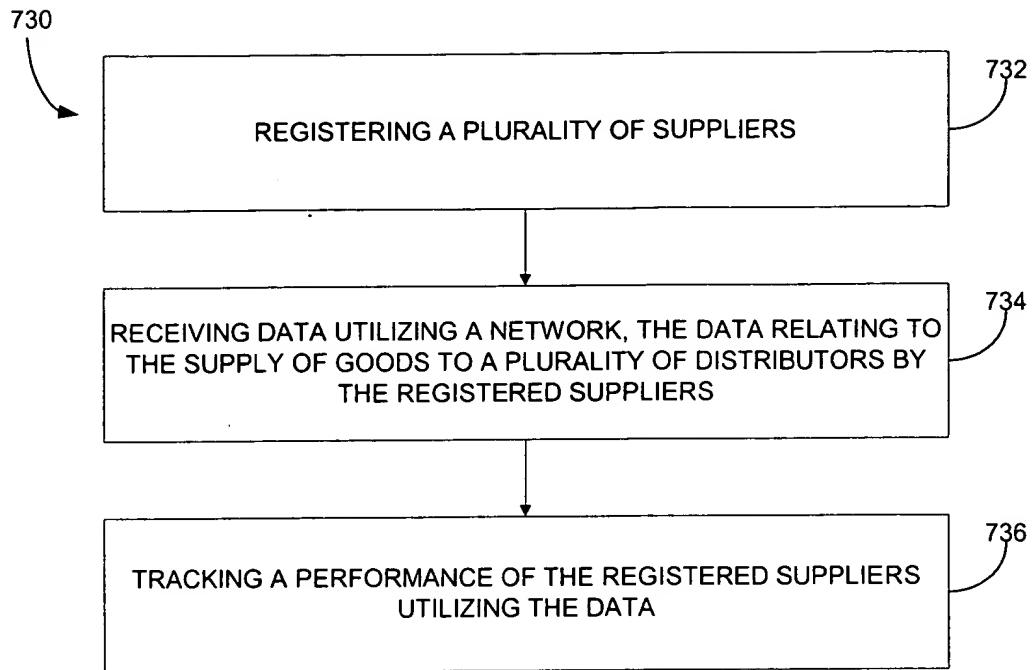 730
732
REGISTERING A PLURALITY OF SUPPLIERS
734
RECEIVING DATA UTILIZING A NETWORK, THE DATA RELATING TO
THE SUPPLY OF GOODS TO A PLURALITY OF DISTRIBUTORS BY
THE REGISTERED SUPPLIERS
736
TRACKING A PERFORMANCE OF THE REGISTERED SUPPLIERS
UTILIZING THE DATA